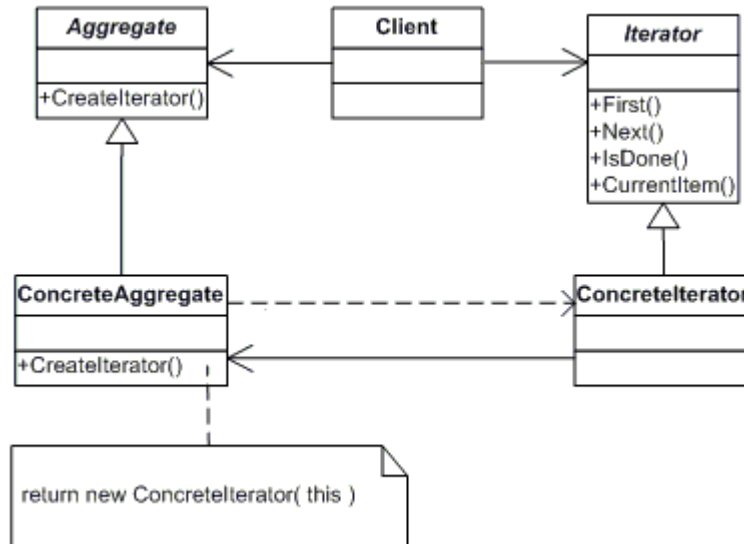 Aggregate
+CreateIterator()
Client
Iterator
+First()
+Next()
+IsDone()
+CurrentItem()
ConcreteAggregate
+CreateIterator()
ConcreteIterator
return new ConcreteIterator( this )